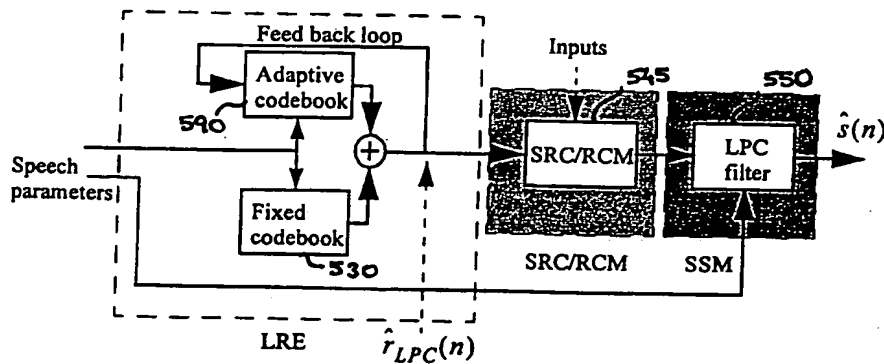 Feed back loop
Adaptive
codebook
590
Inputs
545
550
ŝ(n)
Speech
parameters
+
SRC/RCM
LPC
filter
Fixed
codebook
530
SRC/RCM
SSM
LRE
r̂LPC(n)